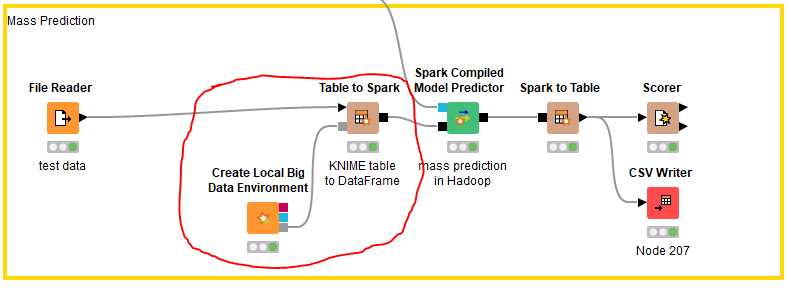 Mass Prediction
File Reader
test data
Table to Spark
KNIME table
to DataFrame
Create Local Big
Data Environment
Spark Compiled
Model Predictor
mass prediction
in Hadoop
Spark to Table
Scorer
CSV Writer
Node 207